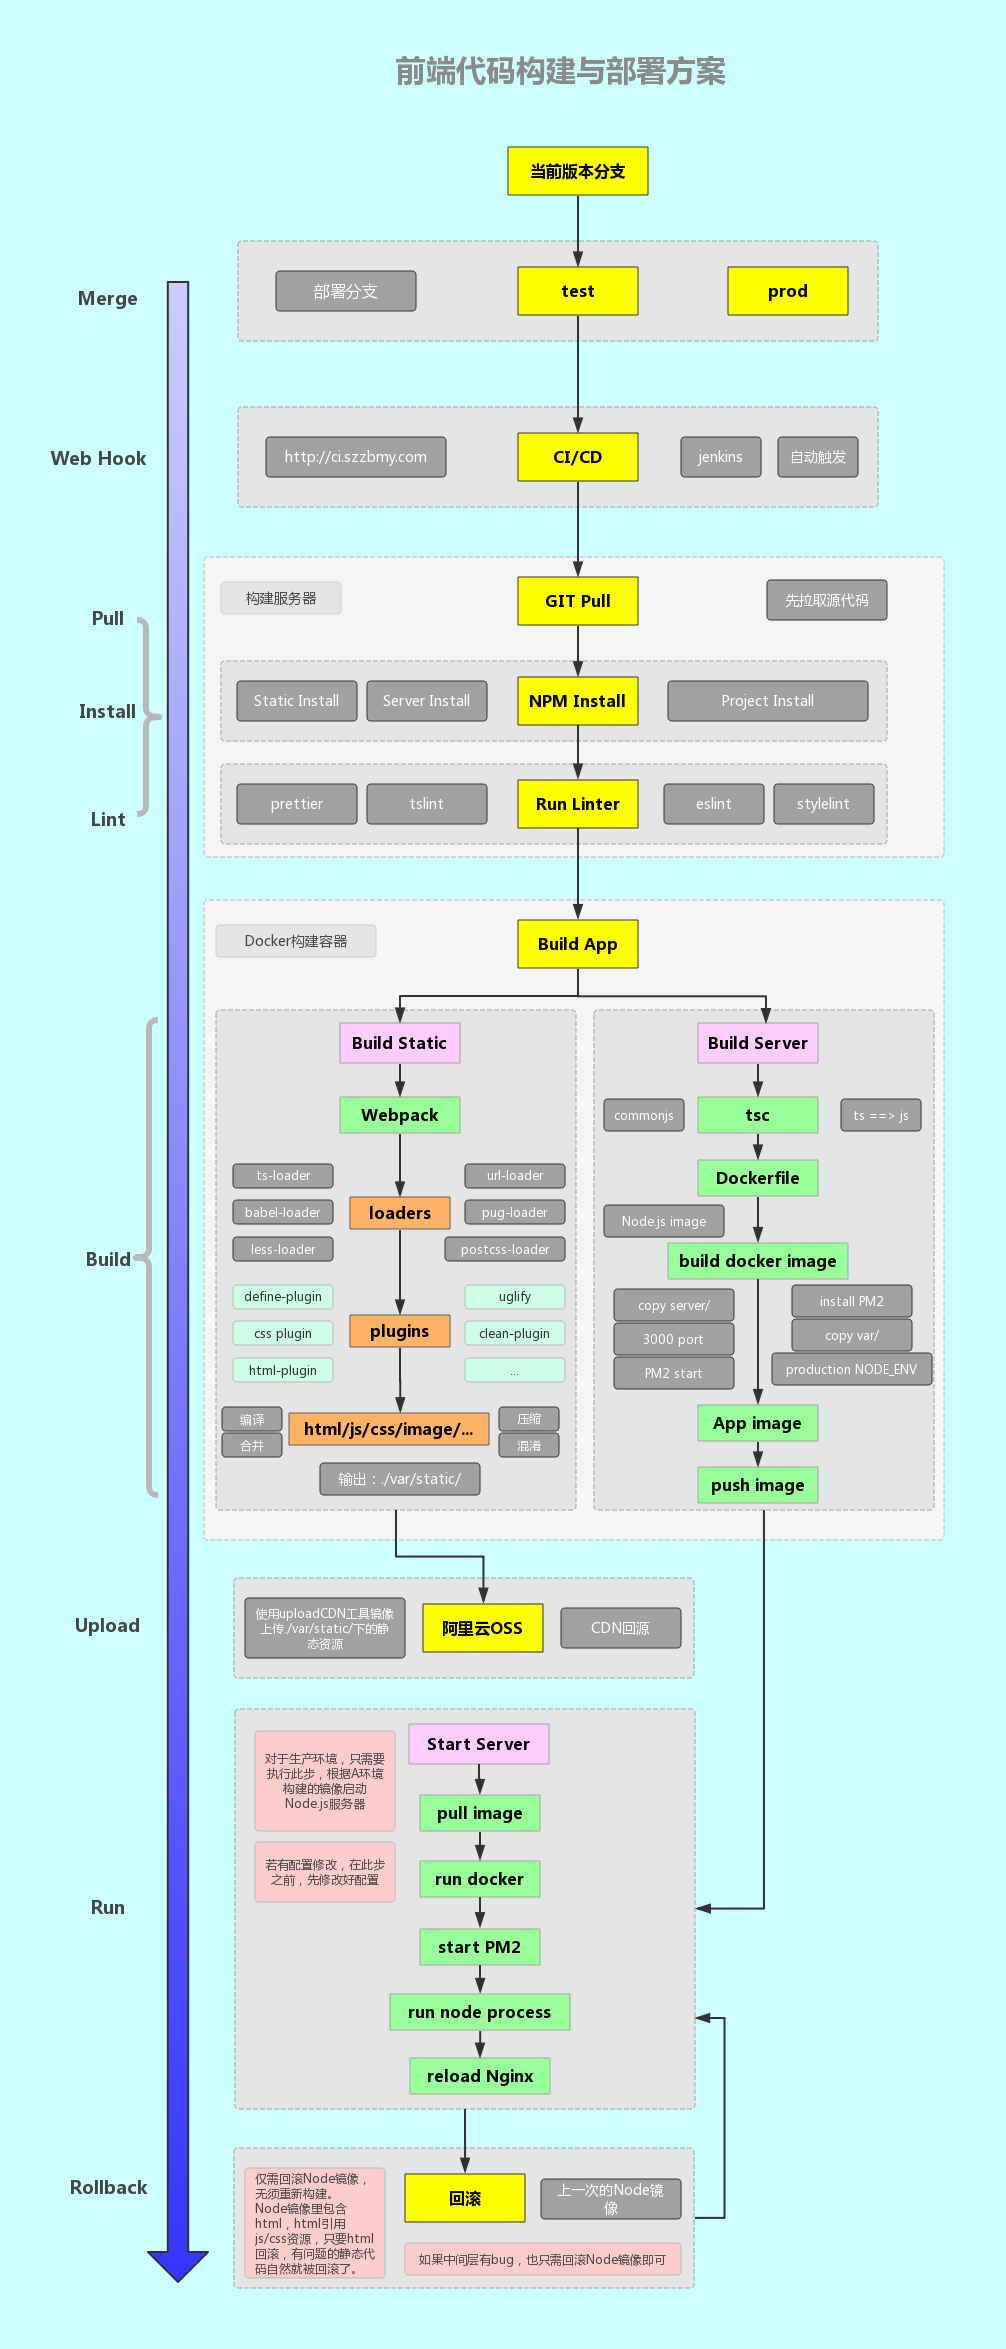 前端代码构建与部署方案
当前版本分支
Merge
部署分支
test
prod
Web Hook
http://ci.szzbmy.com
CI/CD
jenkins
自动触发
构建服务器
GIT Pull
先拉取源代码
Pull
Static Install
Server Install
NPM Install
Project Install
Install
prettier
tslint
Run Linter
eslint
stylelint
Lint
Docker构建容器
Build App
Build Static
Webpack
ts-loader
url-loader
babel-loader
loaders
pug-loader
less-loader
postcss-loader
define-plugin
uglify
css plugin
plugins
clean-plugin
html-plugin
...
编译
合并
html/js/css/image/...
压缩
混淆
输出：./var/static/
Build Server
commonjs
tsc
ts ==> js
Dockerfile
Node.js image
build docker image
copy server/
3000 port
PM2 start
install PM2
copy var/
production NODE_ENV
App image
push image
Build
Upload
使用uploadCDN工具镜像
上传./var/static/下的静
态资源
阿里云OSS
CDN回源
Run
对于生产环境，只需要
执行此步，根据A环境
构建的镜像启动
Node.js服务器
若有配置修改，在此步
之前，先修改好配置
Start Server
pull image
run docker
start PM2
run node process
reload Nginx
Rollback
仅需回滚Node镜像，
无须重新构建。
Node镜像里包含
html，html引用
js/css资源，只要html
回滚，有问题的静态代
码自然就被回滚了。
回滚
上一次的Node镜
像
如果中间层有bug，也只需回滚Node镜像即可